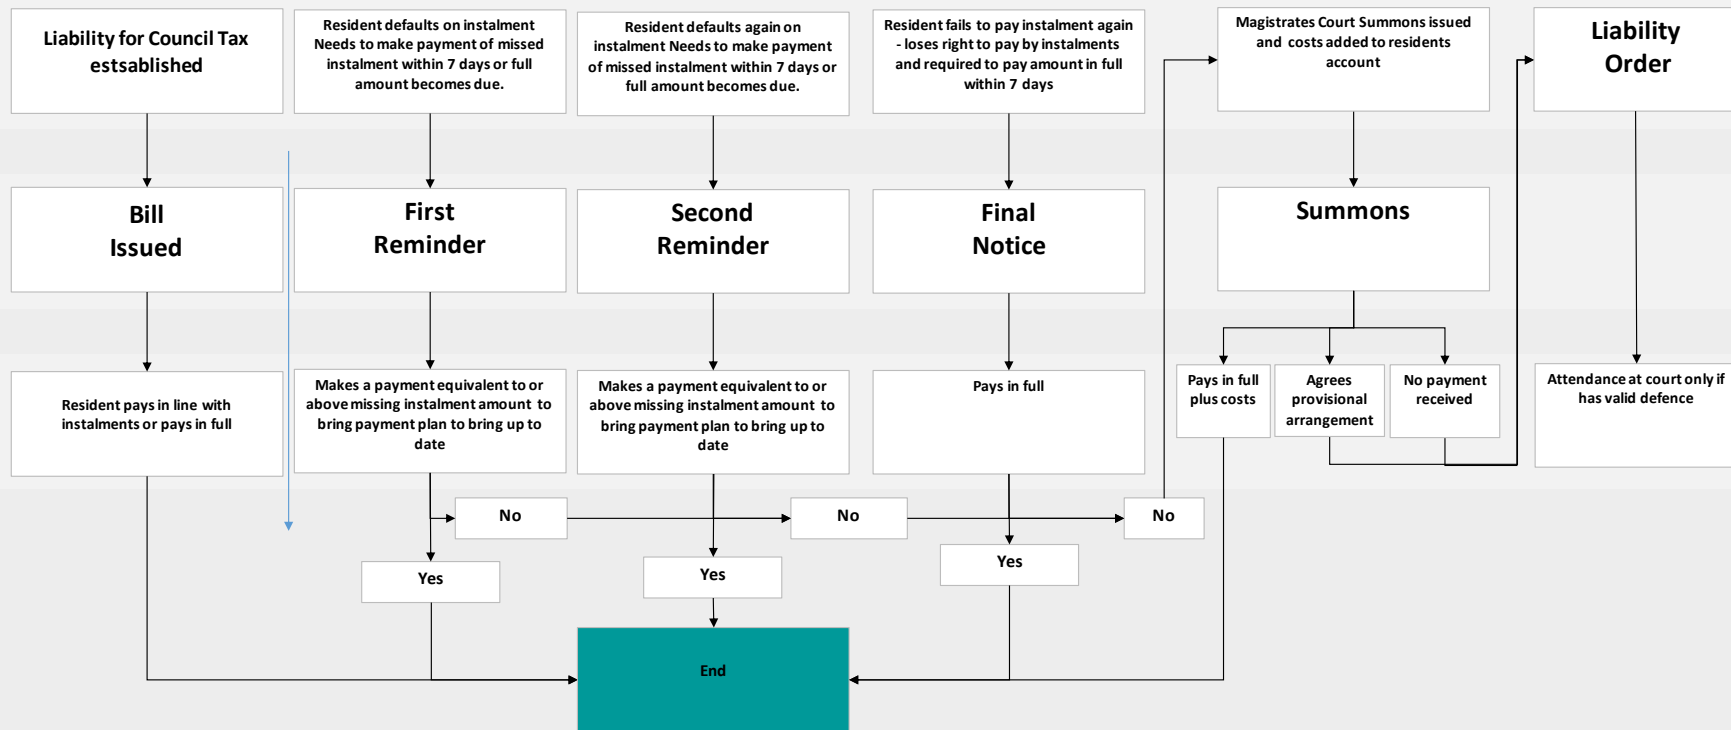 Liability for Council Tax
estsablished
Resident defaults on instalment
Needs to make payment of missed
instalment within 7 days or full
amount becomes due.
Resident defaults again on
instalment Needs to make payment
of missed instalment within 7 days or
full amount becomes due.
Resident fails to pay instalment again
- loses right to pay by instalments
and required to pay amount in full
within 7 days
Magistrates Court Summons issued
and costs added to residents
account
Liability
Order
Bill
Issued
First
Reminder
Second
Reminder
Final
Notice
Summons
Resident pays in line with
instalments or pays in full
Makes a payment equivalent to or
above missing instalment amount to
bring payment plan to bring up to
date
Makes a payment equivalent to or
above missing instalment amount to
bring payment plan to bring up to
date
Pays in full
Pays in full
plus costs
Agrees
provisional
arrangement
No payment
received
Attendance at court only if
has valid defence
No
No
No
Yes
Yes
Yes
End